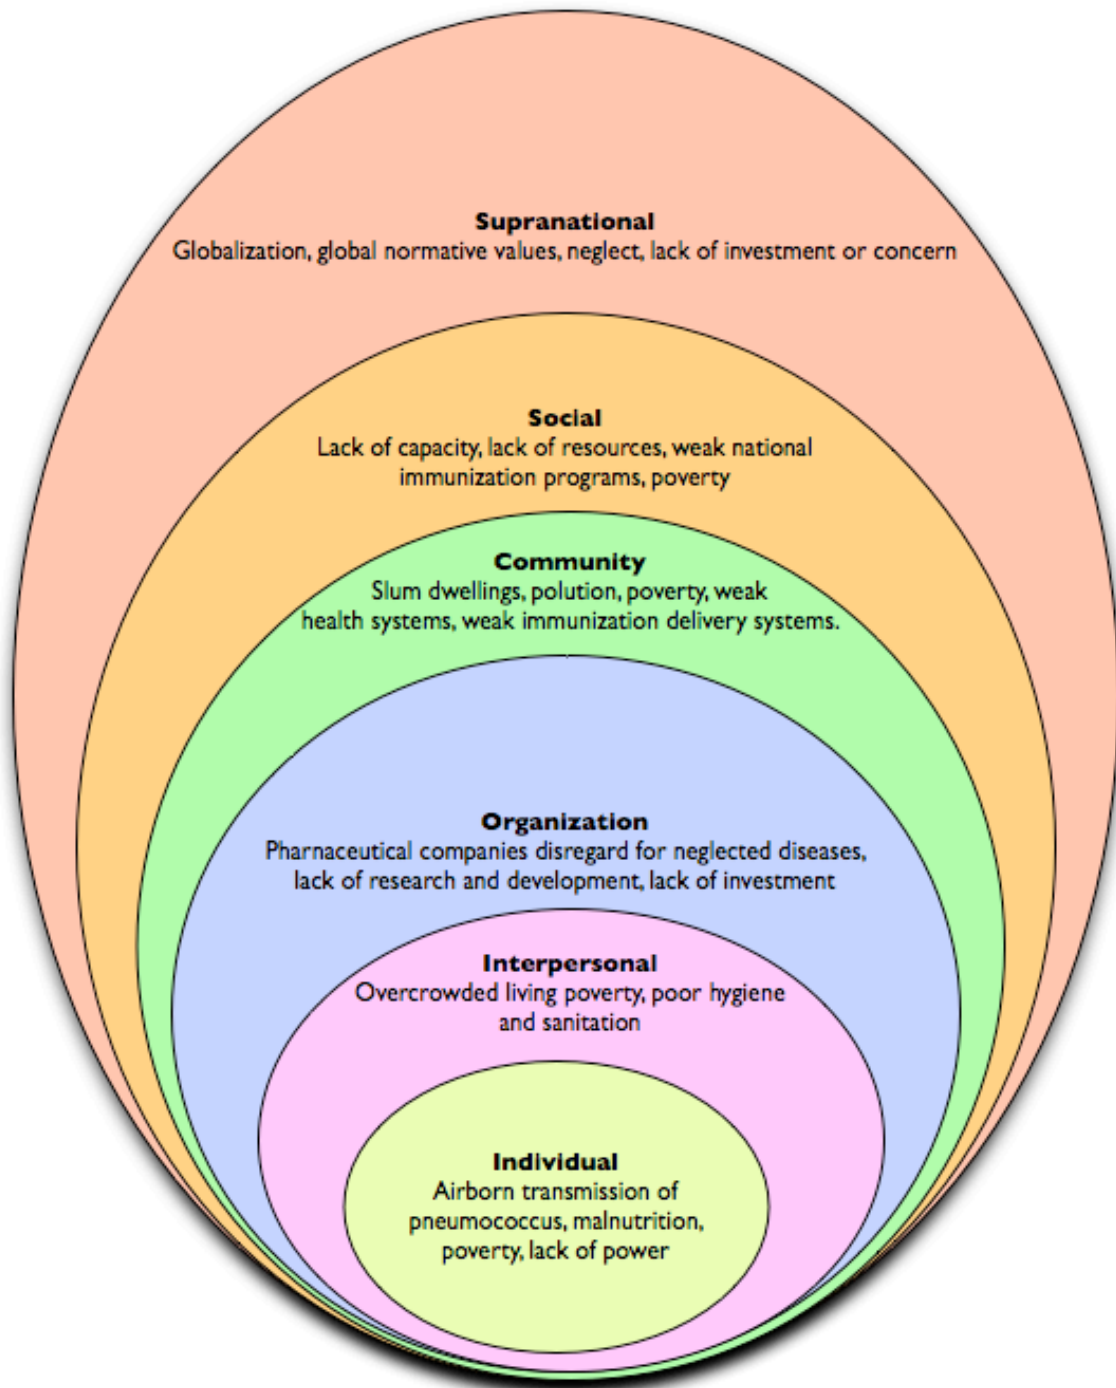 Supranational
Globalization, global normative values, neglect, lack of investment or concern
Social
Lack of capacity, lack of resources, weak national
immunization programs, poverty
Community
Slum dwellings, polution, poverty, weak
health systems, weak immunization delivery systems.
Organization
Pharnaceutical companies disregard for neglected diseases,
lack of research and development, lack of investment
Interpersonal
Overcrowded living poverty, poor hygiene
and sanitation
Individual
Airborn transmission of
pneumococcus, malnutrition,
poverty, lack of power